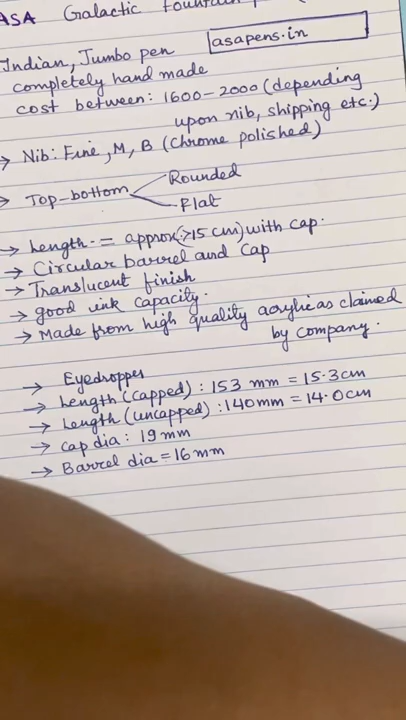 ASA Galactic Fountain
asapens.in
Indian, Jumbo pen
completely hand made
cost between: 1600-2000 (depending
upon nib, shipping etc.)
→ Nib: Fine, M, B (Chrome polished)
→ Top-bottom
Rounded
Flat
→ Length = approx (>15 cm) with cap.
→ Circular barrel and Cap
→ Translucent finish
→ good ink capacity.
→ Made from high quality acrylic as claimed
by company.
→ Eyedropper
→ Length (capped) : 153 mm = 15.3 cm
→ Length (uncapped) : 140 mm = 14.0 cm
→ cap dia: 19 mm
→ Barrel dia = 16 mm